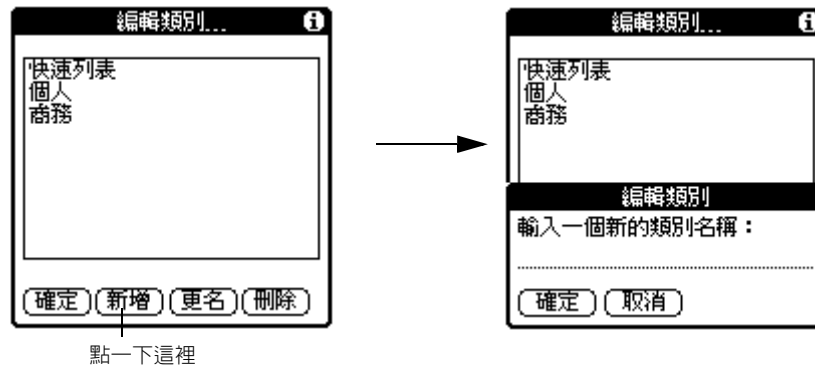 編輯類別...
快速列表
個人
商務
確定 新增 更名 刪除
點一下這裡
編輯類別...
快速列表
個人
商務
編輯類別
輸入一個新的類別名稱：
確定 取消